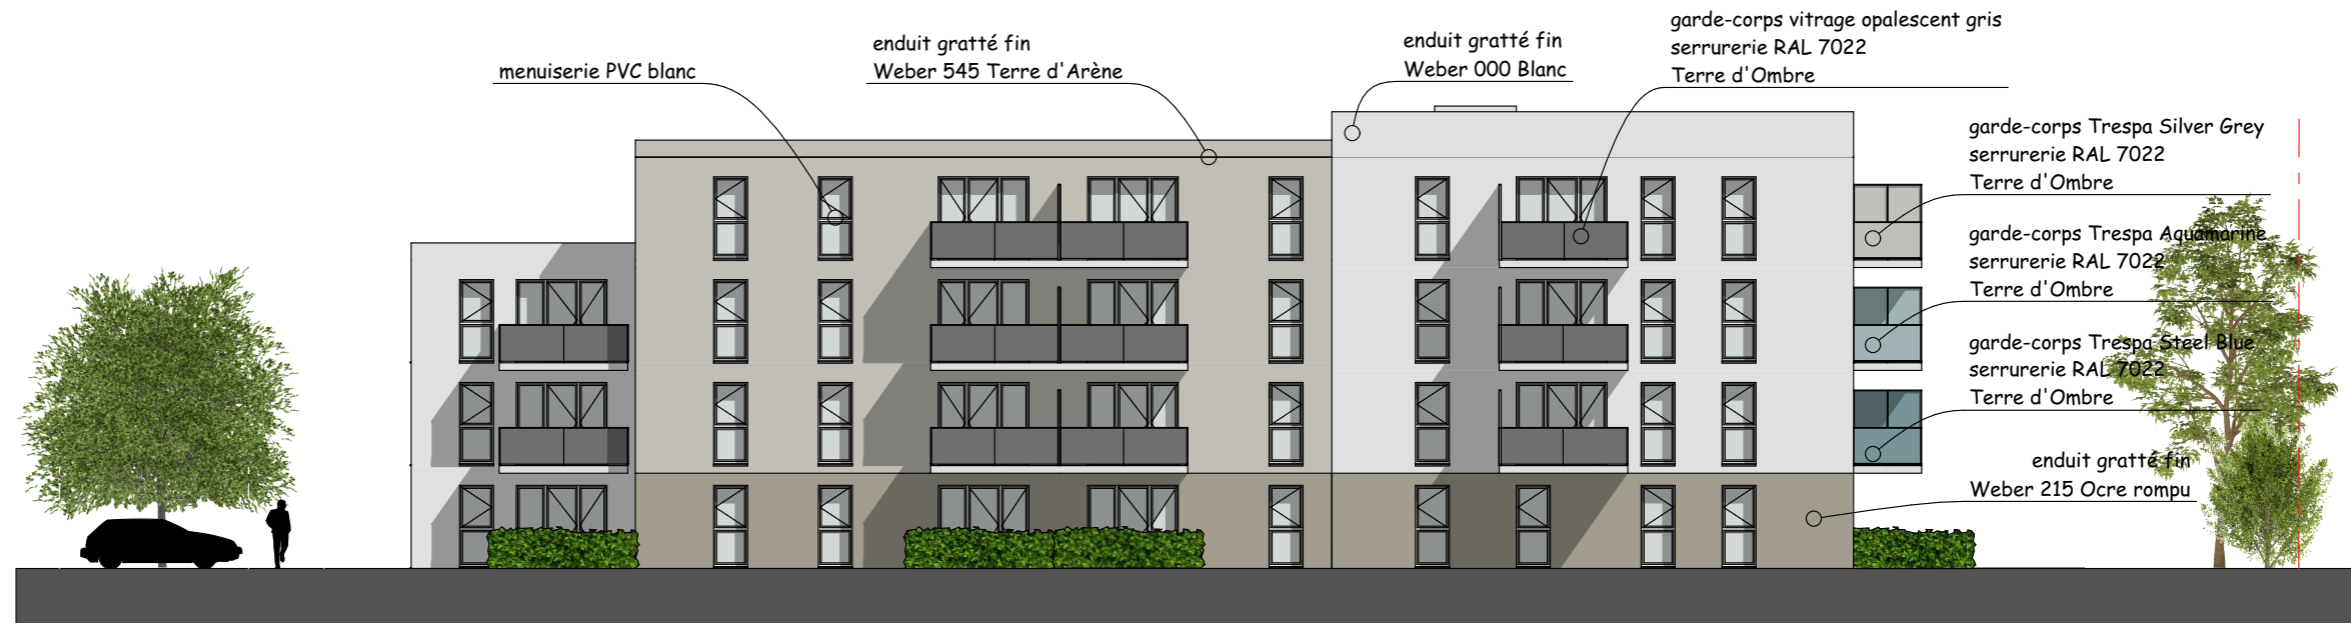 menuiserie PVC blanc
enduit gratté fin
Weber 545 Terre d'Arène
enduit gratté fin
Weber 000 Blanc
garde-corps vitrage opalescent gris
serrurerie RAL 7022
Terre d'Ombre
garde-corps Trespa Silver Grey
serrurerie RAL 7022
Terre d'Ombre
garde-corps Trespa Aquamarine
serrurerie RAL 7022
Terre d'Ombre
garde-corps Trespa Steel Blue
serrurerie RAL 7022
Terre d'Ombre
enduit gratté fin
Weber 215 Ocre rompu